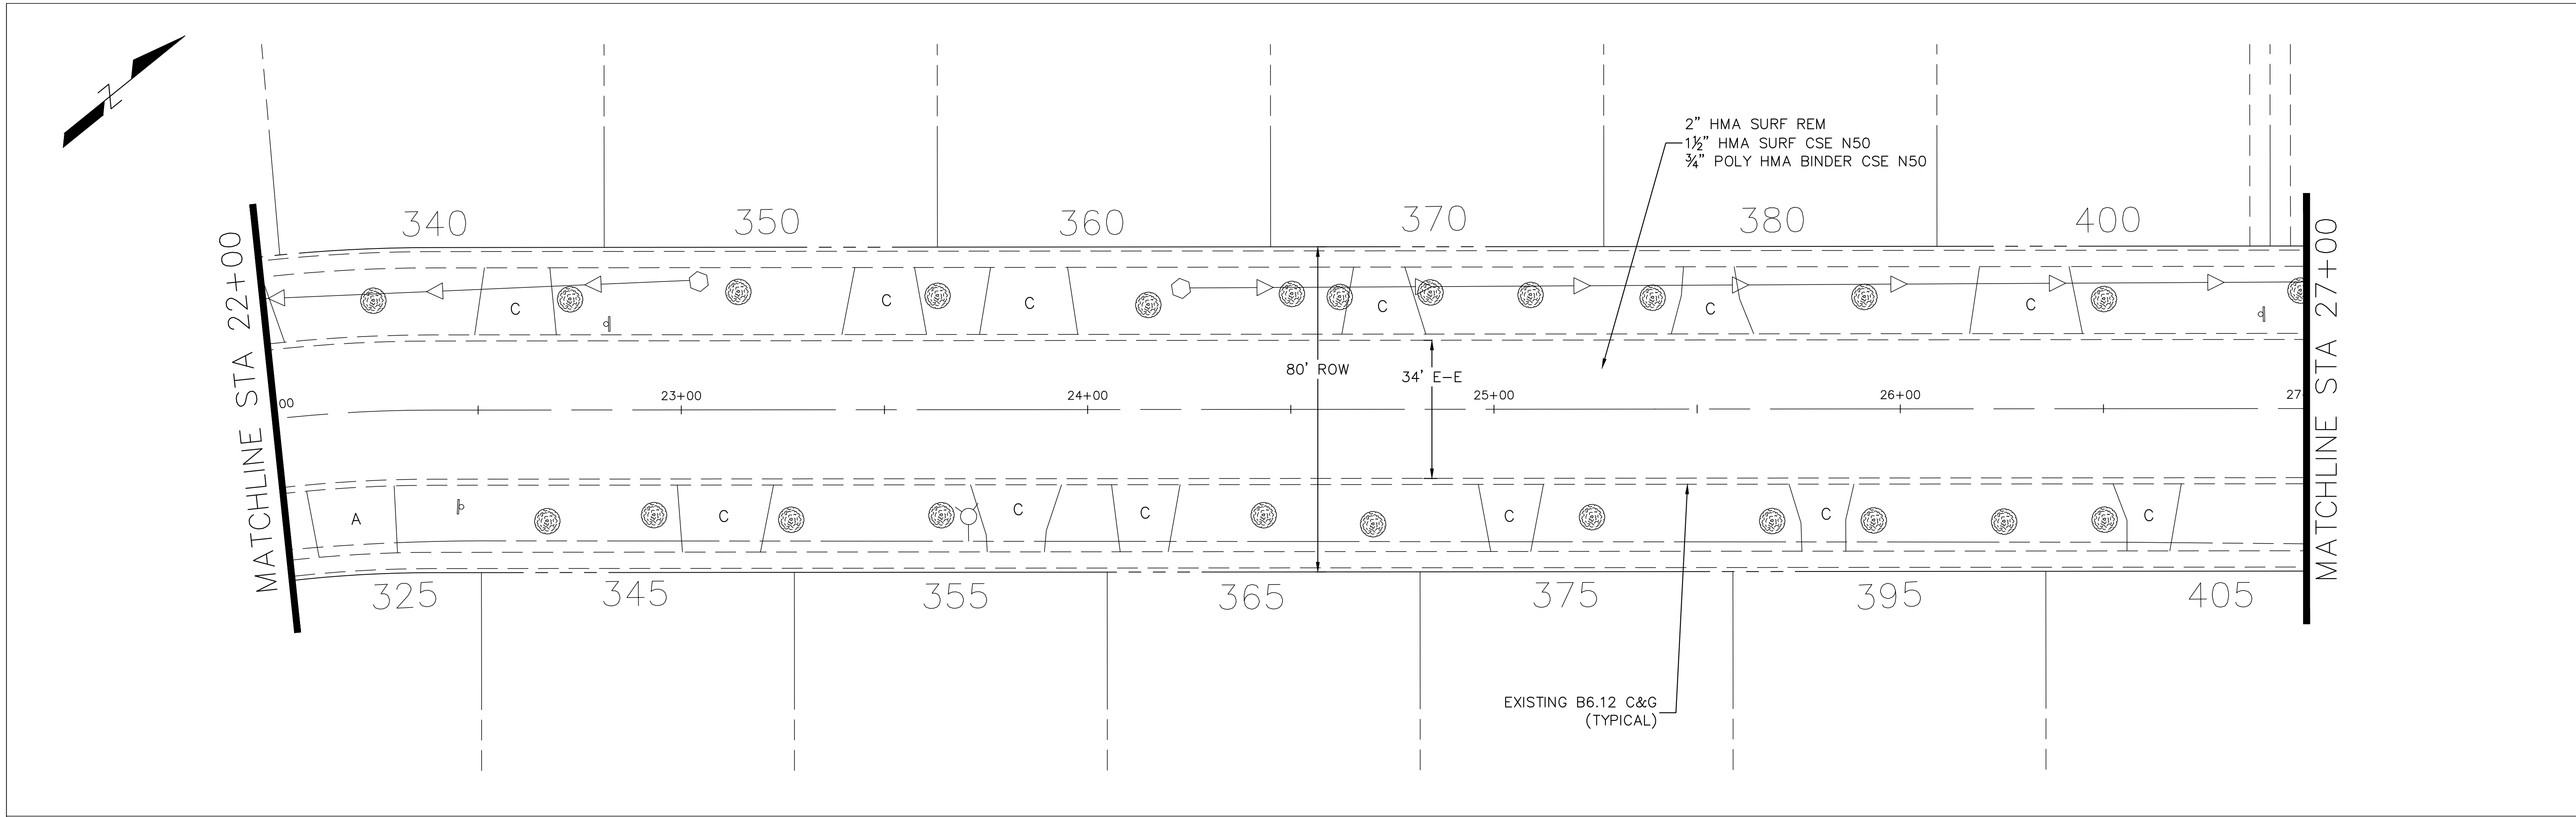 N
2” HMA SURF REM
1½” HMA SURF CSE N50
¾” POLY HMA BINDER CSE N50
340
350
360
370
380
400
MATCHLINE STA 22+00
MATCHLINE STA 27+00
C
C
C
C
C
C
80' ROW
34' E-E
00
23+00
24+00
25+00
26+00
27
A
C
C
C
C
C
C
325
345
355
365
375
395
405
EXISTING B6.12 C&G
(TYPICAL)